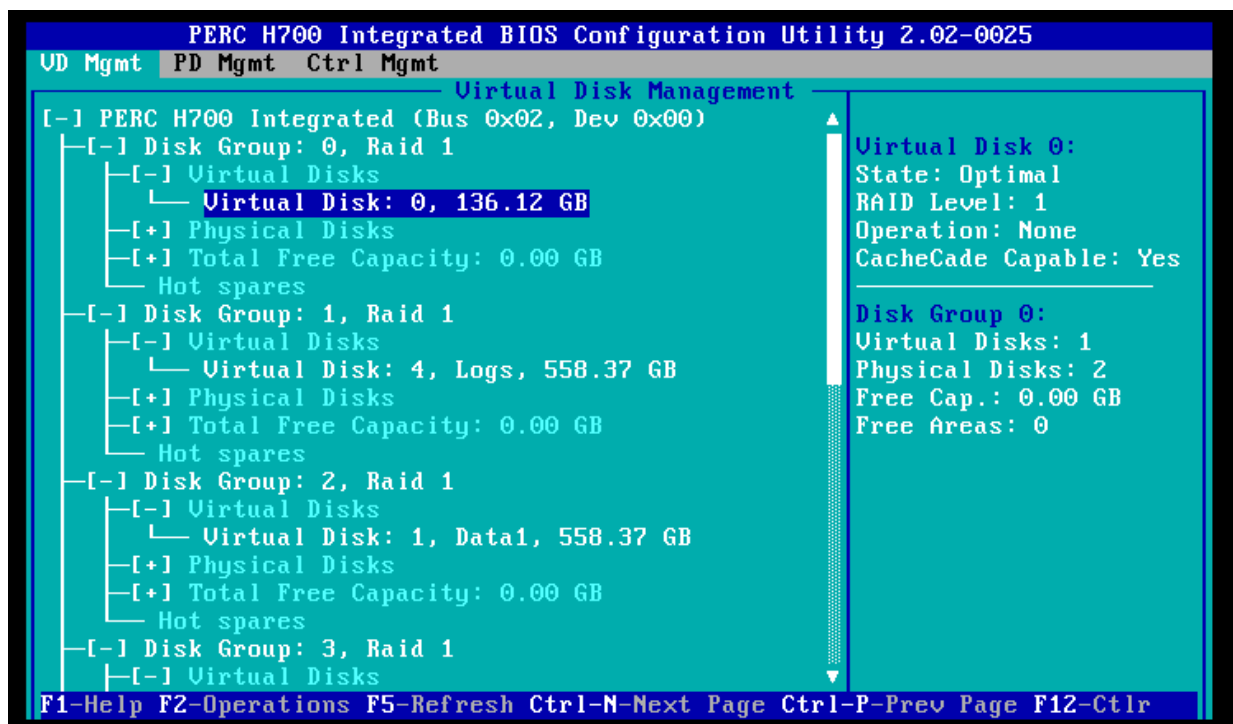 PERC H700 Integrated BIOS Configuration Utility 2.02-0025
VD Mgmt PD Mgmt Ctrl Mgmt
Virtual Disk Management
[-] PERC H700 Integrated (Bus 0x02, Dev 0x00)
[-] Disk Group: 0, Raid 1
[-] Virtual Disks
Virtual Disk: 0, 136.12 GB
[+] Physical Disks
[+] Total Free Capacity: 0.00 GB
Hot spares
[-] Disk Group: 1, Raid 1
[-] Virtual Disks
Virtual Disk: 4, Logs, 558.37 GB
[+] Physical Disks
[+] Total Free Capacity: 0.00 GB
Hot spares
[-] Disk Group: 2, Raid 1
[-] Virtual Disks
Virtual Disk: 1, Data1, 558.37 GB
[+] Physical Disks
[+] Total Free Capacity: 0.00 GB
Hot spares
[-] Disk Group: 3, Raid 1
[-] Virtual Disks
Virtual Disk 0:
State: Optimal
RAID Level: 1
Operation: None
CacheCade Capable: Yes
Disk Group 0:
Virtual Disks: 1
Physical Disks: 2
Free Cap.: 0.00 GB
Free Areas: 0
F1-Help F2-Operations F5-Refresh Ctrl-N-Next Page Ctrl-P-Prev Page F12-Ctlr